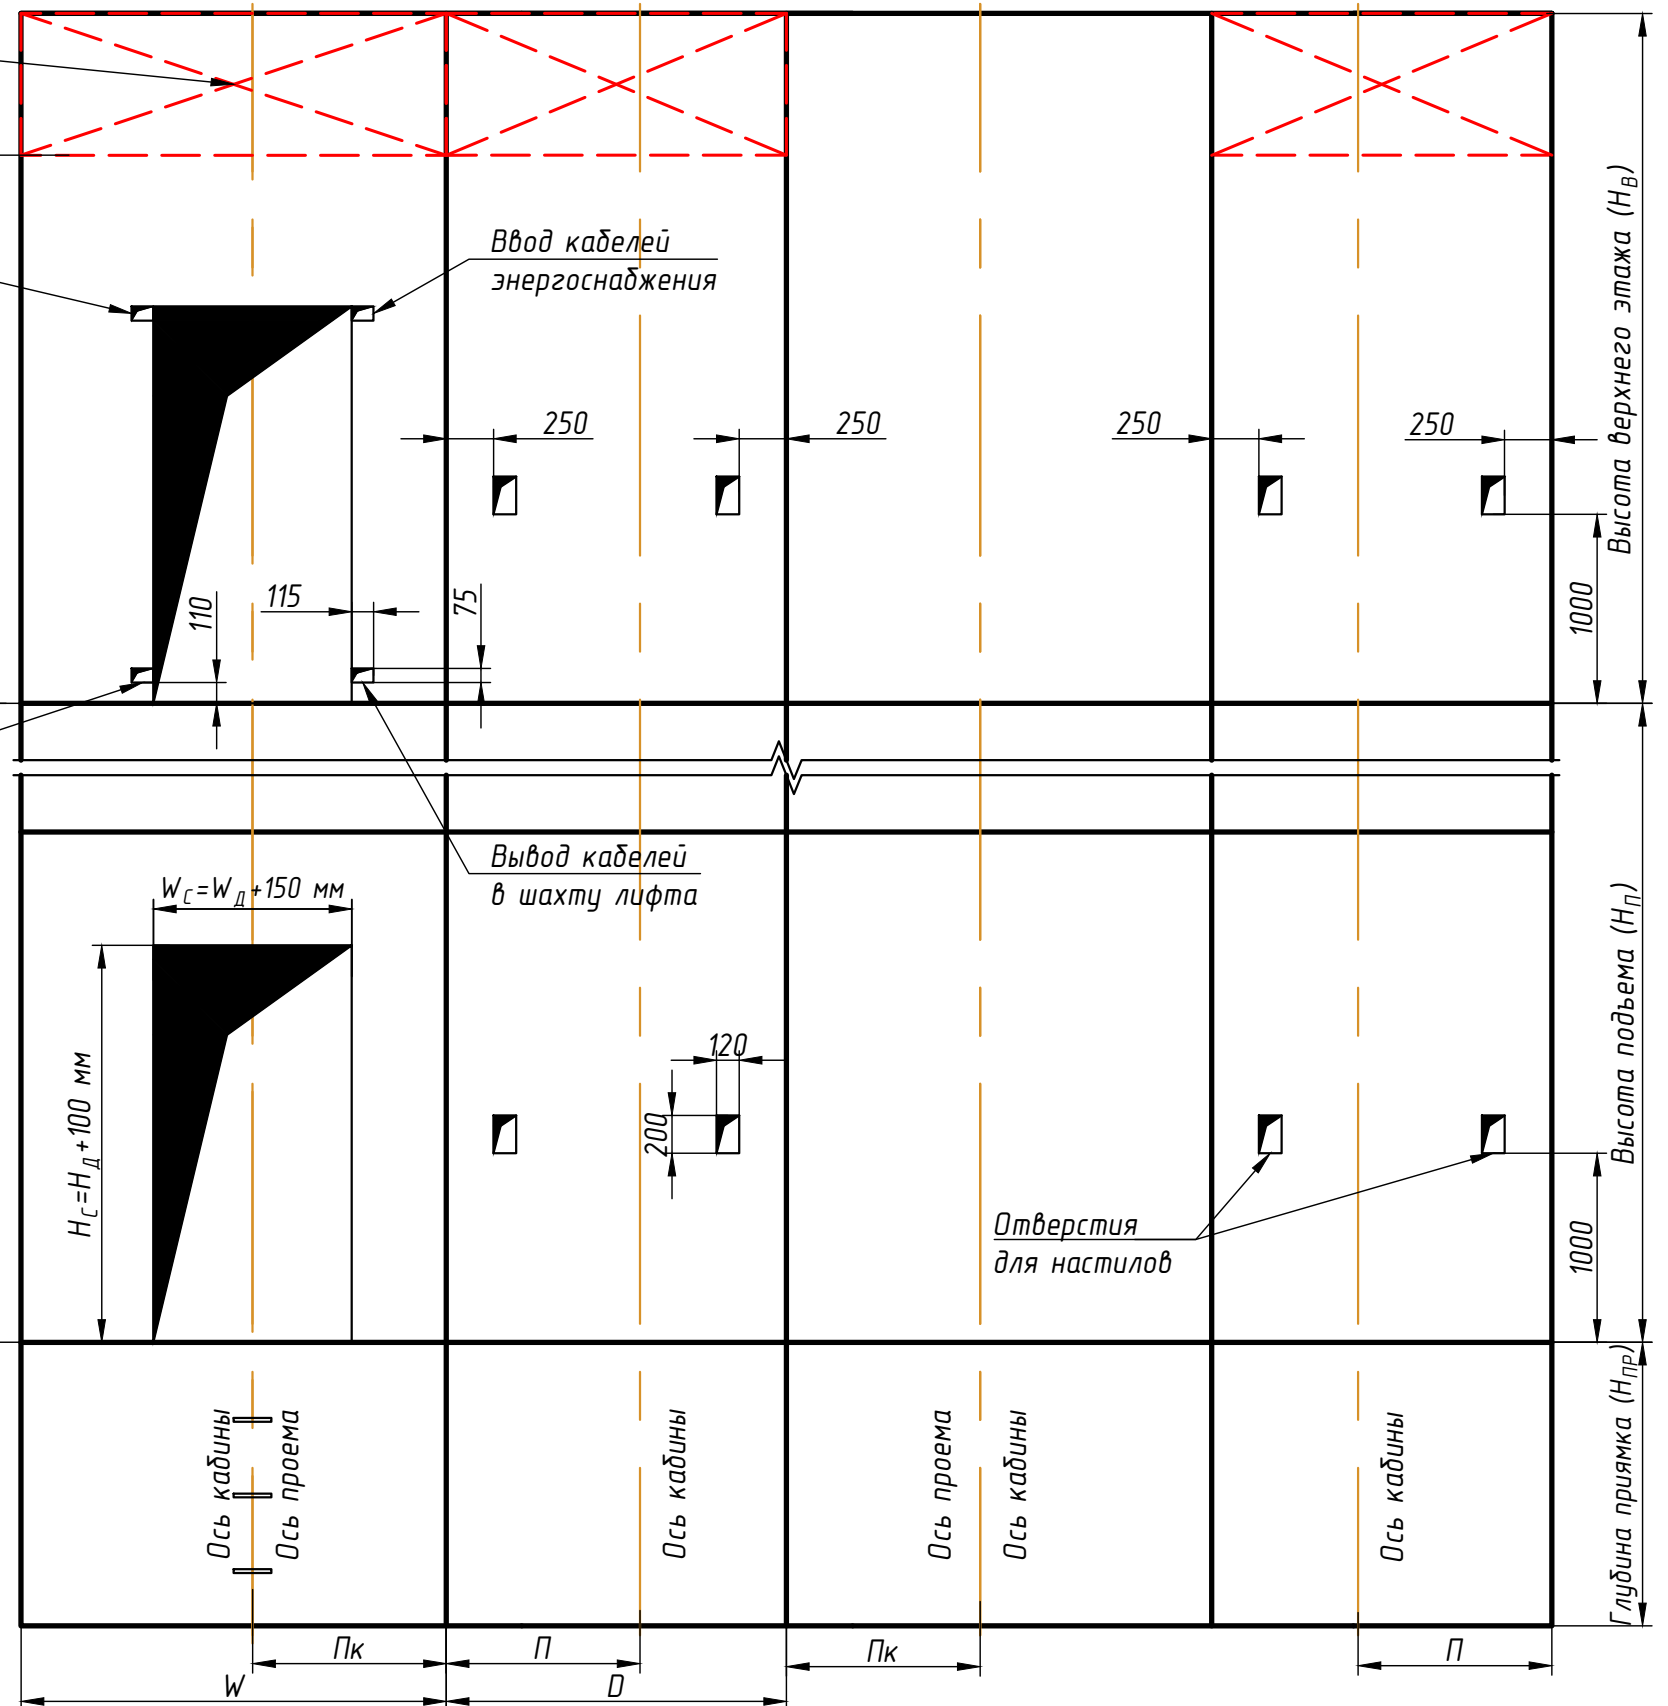 Ввод кабелей
энергоснабжения
Высота верхнего этажа (HВ)
250
250
250
250
1000
110
115
75
Вывод кабелей
в шахту лифта
WС=WД+150 мм
HС=HД+100 мм
120
200
Высота подьема (HП)
Отверстия
для настилов
1000
Ось кабины
Ось проема
Ось кабины
Ось проема
Ось кабины
Ось кабины
Глубина приямка (HПР)
Пк
П
Пк
П
W
D